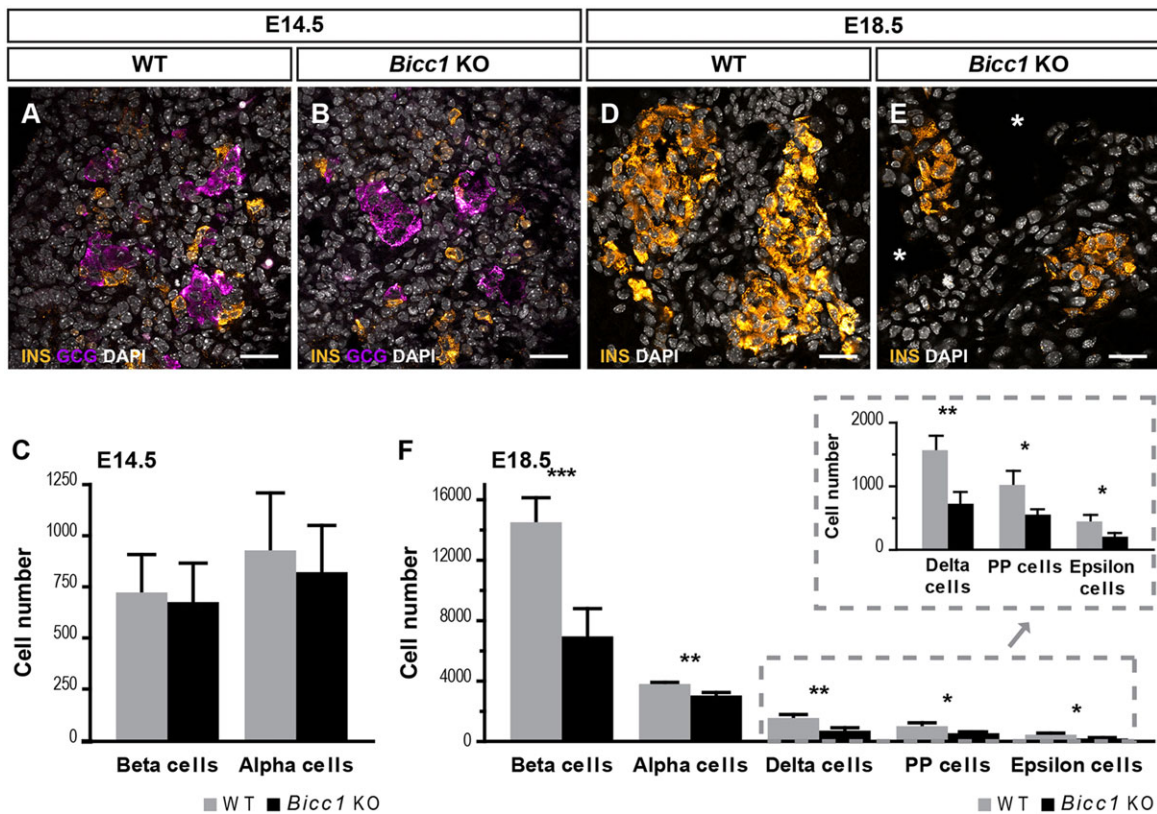 E14.5
E18.5
WT
Bicc1 KO
WT
Bicc1 KO
A
B
D
E
*
*
INS GCG DAPI
INS GCG DAPI
INS DAPI
INS DAPI
C
E14.5
Cell number
1250
1000
750
500
250
0
Beta cells
Alpha cells
WT
Bicc1 KO
F
E18.5
Cell number
16000
12000
8000
4000
0
***
**
**
*
*
Beta cells
Alpha cells
Delta cells
PP cells
Epsilon cells
WT
Bicc1 KO
Cell number
2000
1000
0
**
*
*
Delta
cells
PP cells
Epsilon
cells